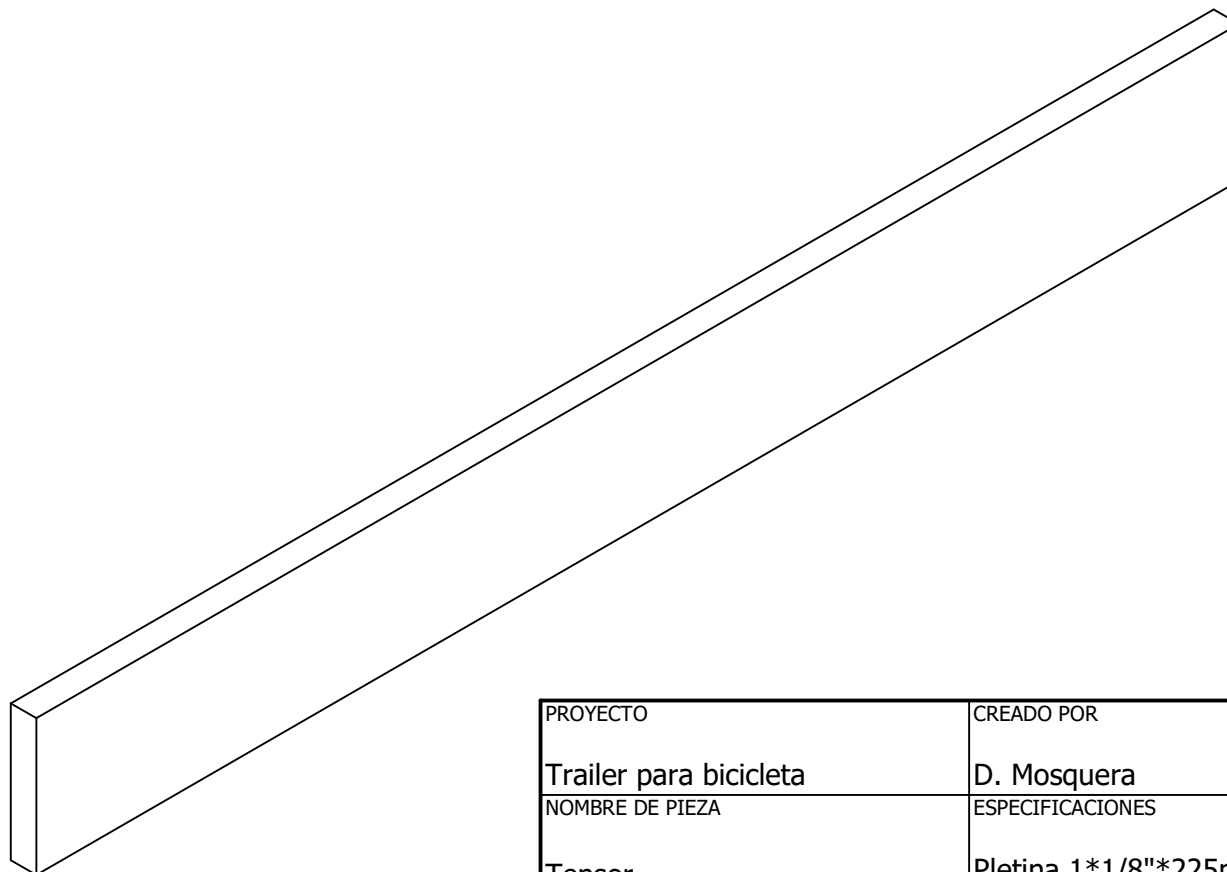 PROYECTO
CREADO POR
Trailer para bicicleta
D. Mosquera
NOMBRE DE PIEZA
ESPECIFICACIONES
Tensor
Pletina 1*1/8"*225